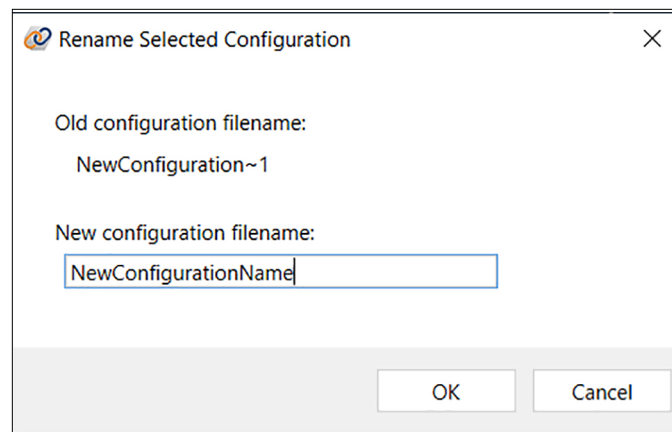 Rename Selected Configuration
Old configuration filename:
NewConfiguration~1
New configuration filename:
NewConfigurationName
OK Cancel